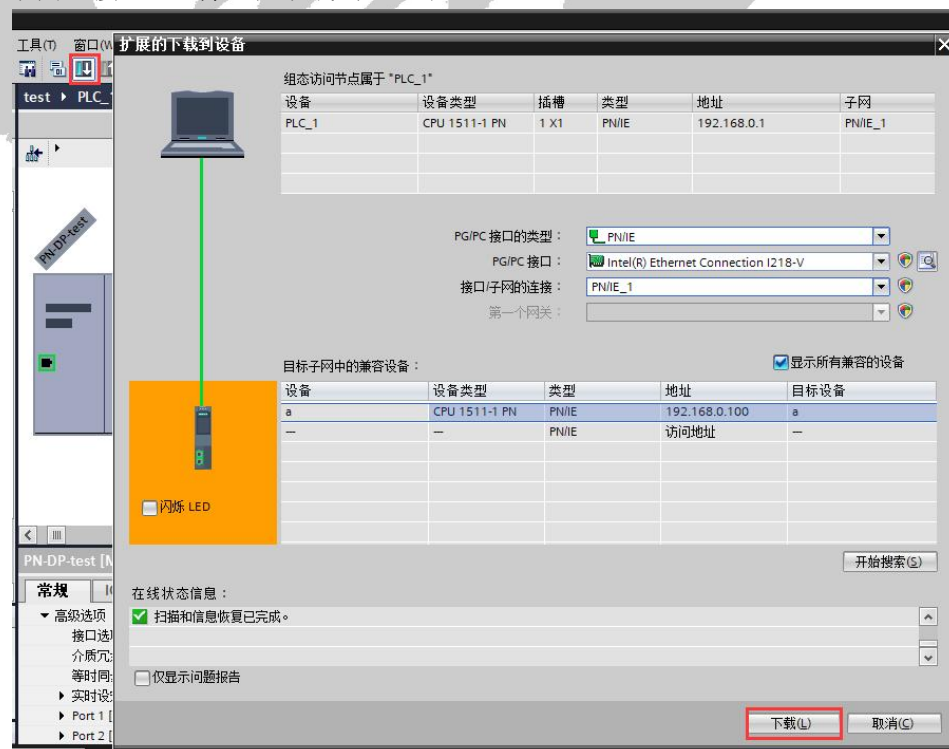 工具(T) 窗口(W
扩展的下载到设备
test ▸ PLC_1
组态访问节点属于 "PLC_1"
设备 设备类型 插槽 类型 地址 子网
PLC_1 CPU 1511-1 PN 1 X1 PN/IE 192.168.0.1 PN/IE_1
PN-DP-test
PG/PC 接口的类型： PN/IE
PG/PC 接口： Intel(R) Ethernet Connection I218-V
接口/子网的连接： PN/IE_1
第一个网关：
目标子网中的兼容设备： 显示所有兼容的设备
设备 设备类型 类型 地址 目标设备
a CPU 1511-1 PN PN/IE 192.168.0.100 a
— — PN/IE 访问地址 —
闪烁 LED
开始搜索(S)
PN-DP-test [M
常规
在线状态信息：
扫描和信息恢复已完成。
高级选项
接口选项
介质冗
等时同
仅显示问题报告
实时设
Port 1 [
Port 2 [
下载(L) 取消(C)